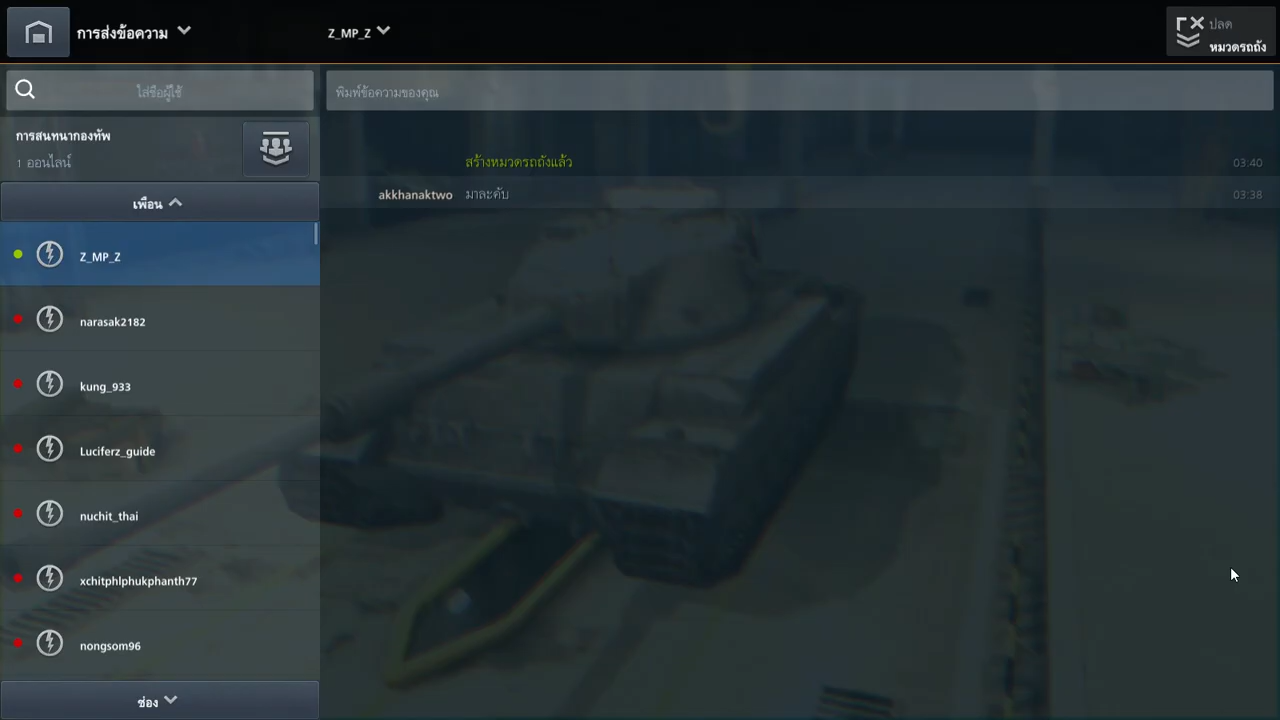 การส่งข้อความ
Z_MP_Z
ปลด
หมวดรถถัง
ใส่ชื่อผู้ใช้
พิมพ์ข้อความของคุณ
การสนทนากองทัพ
1 ออนไลน์
สร้างหมวดรถถังแล้ว 03:40
akkhanaktwo มาละคับ 03:38
เพื่อน
Z_MP_Z
narasak2182
kung_933
Luciferz_guide
nuchit_thai
xchitphlphukphanth77
nongsom96
ช่อง